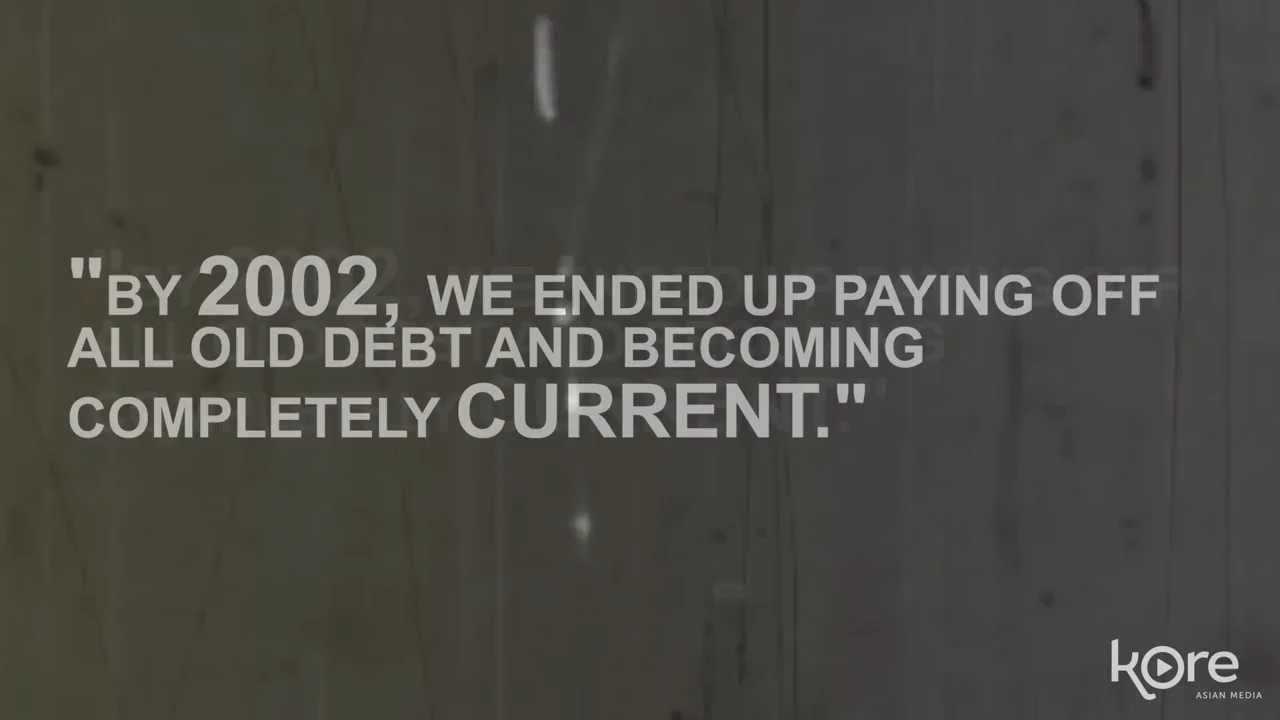 "BY 2002, WE ENDED UP PAYING OFF
ALL OLD DEBT AND BECOMING
COMPLETELY CURRENT."
kore
ASIAN MEDIA